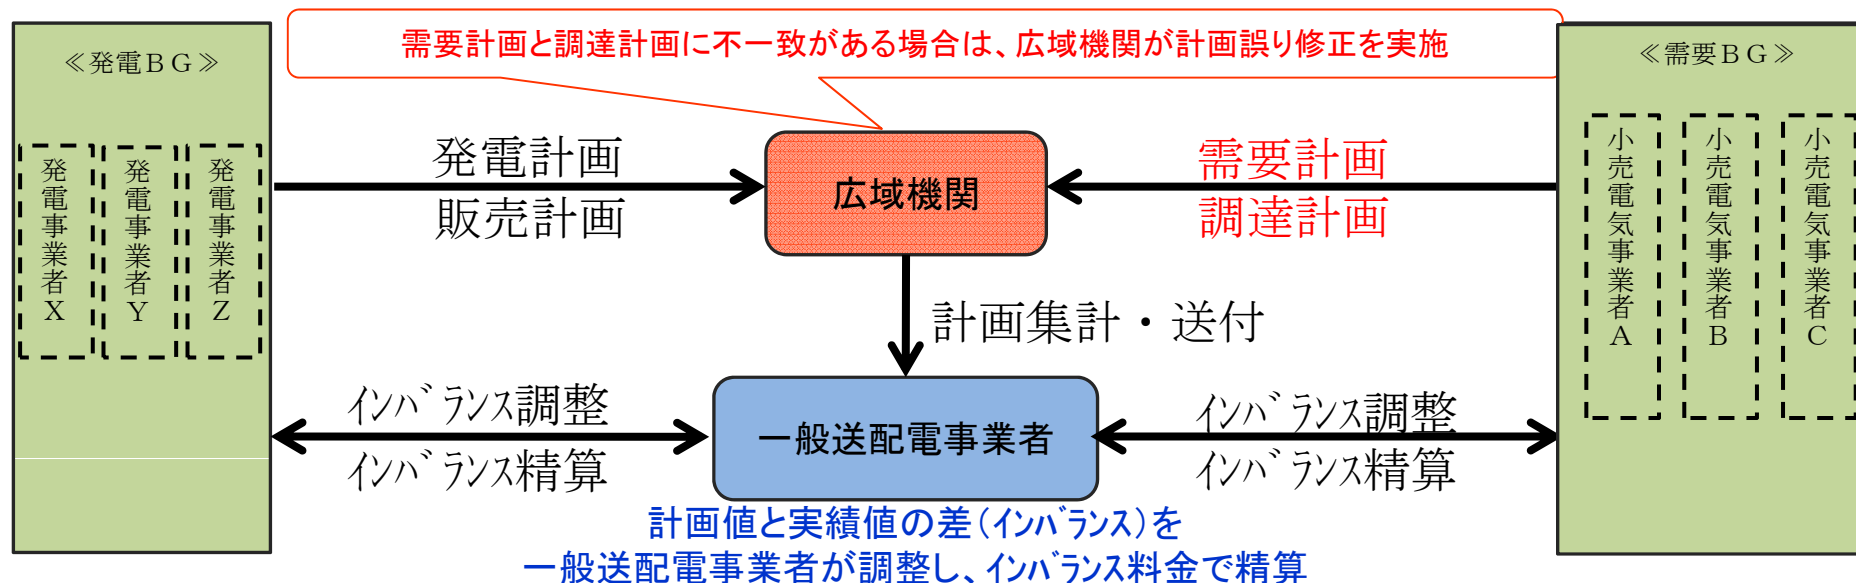 需要計画と調達計画に不一致がある場合は、広域機関が計画誤り修正を実施
≪発電ＢＧ≫
発電事業者Ｘ
発電事業者Ｙ
発電事業者Ｚ
発電計画
販売計画
広域機関
需要計画
調達計画
≪需要ＢＧ≫
小売電気事業者Ａ
小売電気事業者Ｂ
小売電気事業者Ｃ
計画集計・送付
ｲﾝﾊﾞﾗﾝｽ調整
ｲﾝﾊﾞﾗﾝｽ精算
一般送配電事業者
ｲﾝﾊﾞﾗﾝｽ調整
ｲﾝﾊﾞﾗﾝｽ精算
計画値と実績値の差（ｲﾝﾊﾞﾗﾝｽ）を
一般送配電事業者が調整し、ｲﾝﾊﾞﾗﾝｽ料金で精算